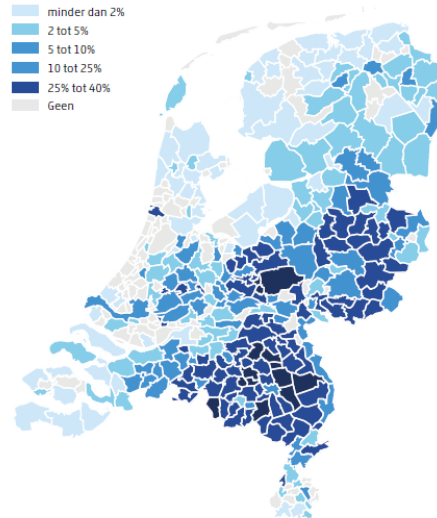 minder dan 2%
2 tot 5%
5 tot 10%
10 tot 25%
25% tot 40%
Geen